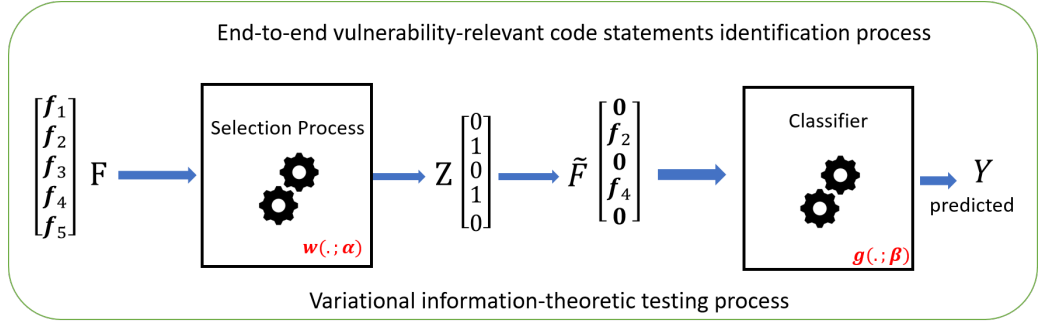 End-to-end vulnerability-relevant code statements identification process
f1
f2
f3
f4
f5
F
Selection Process
w(.;α)
Z
0
1
0
1
0
F̃
0
f2
0
f4
0
Classifier
g(.;β)
Y
predicted
Variational information-theoretic testing process